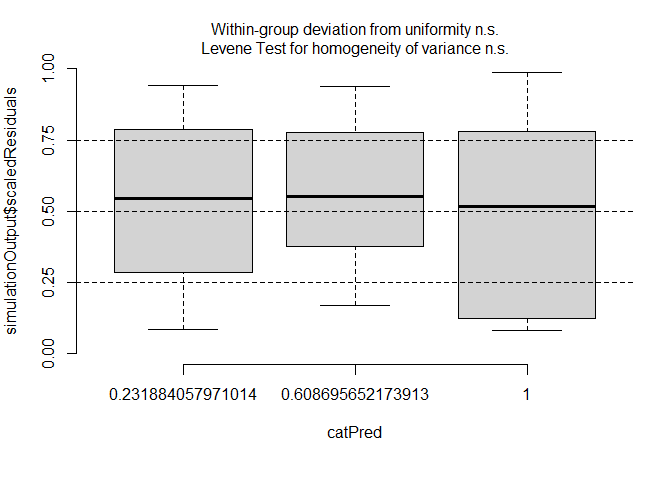 Within-group deviation from uniformity n.s.
Levene Test for homogeneity of variance n.s.
simulationOutput$scaledResiduals
1.00
0.75
0.50
0.25
0.00
0.231884057971014
0.608695652173913
1
catPred